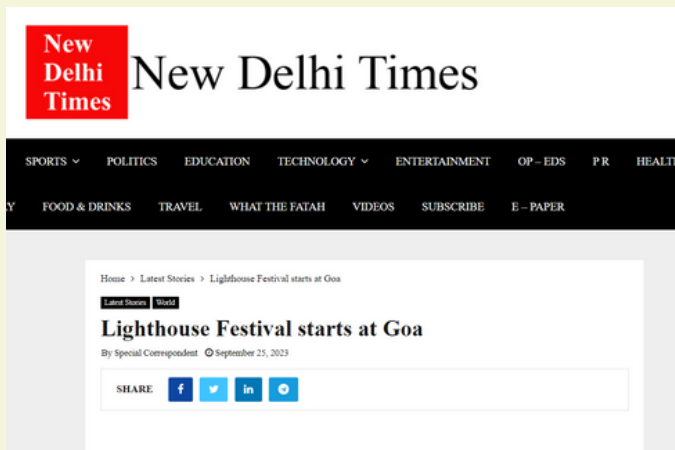 New
Delhi
Times
New Delhi Times
SPORTS POLITICS EDUCATION TECHNOLOGY ENTERTAINMENT OP – EDS P R HEALT
Y FOOD & DRINKS TRAVEL WHAT THE FATAH VIDEOS SUBSCRIBE E – PAPER
Home > Latest Stories > Lighthouse Festival starts at Goa
Latest Stories World
Lighthouse Festival starts at Goa
By Special Correspondent September 25, 2023
SHARE f in